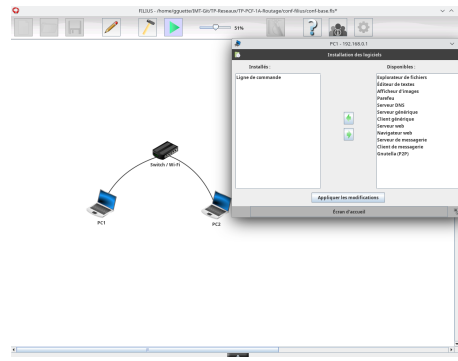 FILIUS - /home/gguette/IMT-Git/TP-Reseaux/TP-PCF-14-Routage/conf-filius/conf-base.fls*
51%
PC1 - 192.168.0.1
Installation des logiciels
Installés :
Disponibles :
Ligne de commande
Explorateur de fichiers
Éditeur de textes
Afficheur d'images
Parefeu
Serveur DNS
Serveur générique
Client générique
Serveur web
Navigateur web
Serveur de messagerie
Client de messagerie
Gnutella (P2P)
Appliquer les modifications
Écran d'accueil
Switch / Wi-Fi
PC1
PC2